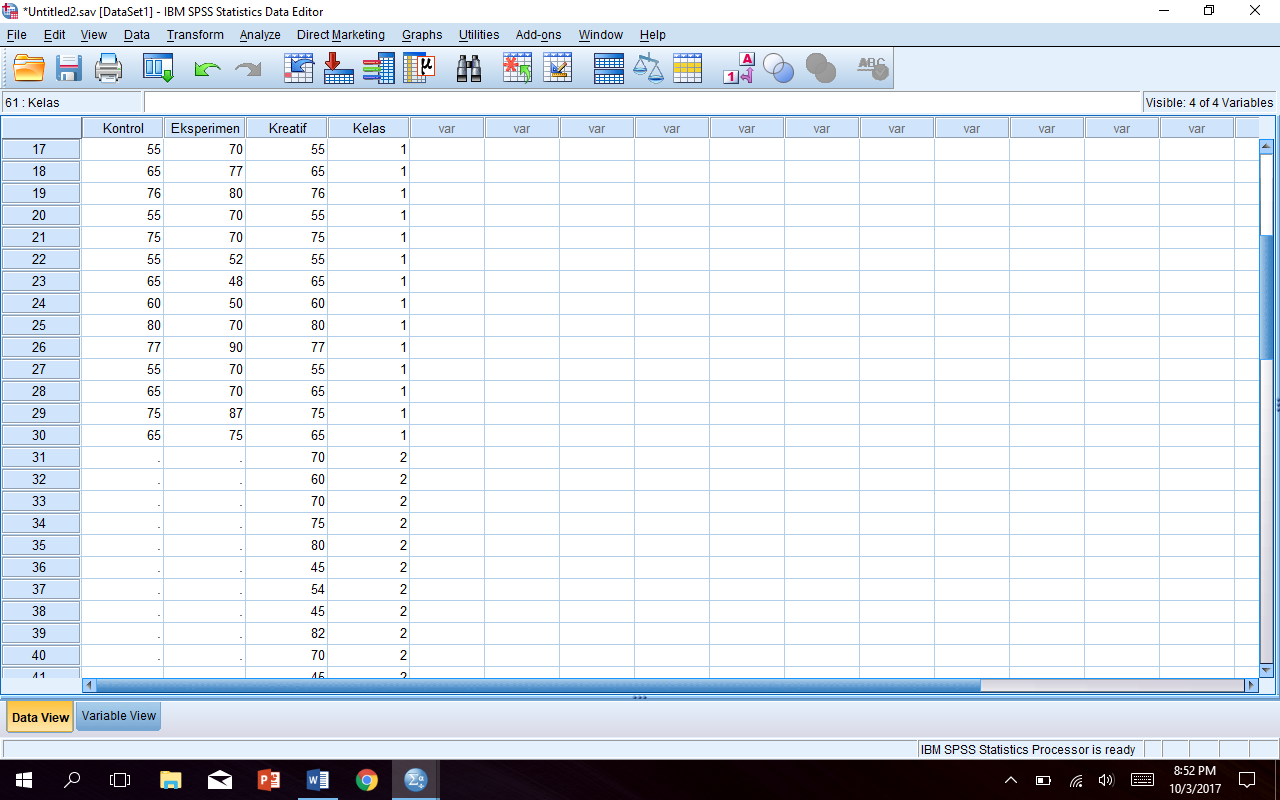 *Untitled2.sav [DataSet1] - IBM SPSS Statistics Data Editor
File Edit View Data Transform Analyze Direct Marketing Graphs Utilities Add-ons Window Help
61 : Kelas
Visible: 4 of 4 Variables
Kontrol Eksperimen Kreatif Kelas var var var var var var var var var var var
17 55 70 55 1
18 65 77 65 1
19 76 80 76 1
20 55 70 55 1
21 75 70 75 1
22 55 52 55 1
23 65 48 65 1
24 60 50 60 1
25 80 70 80 1
26 77 90 77 1
27 55 70 55 1
28 65 70 65 1
29 75 87 75 1
30 65 75 65 1
31 . . 70 2
32 . . 60 2
33 . . 70 2
34 . . 75 2
35 . . 80 2
36 . . 45 2
37 . . 54 2
38 . . 45 2
39 . . 82 2
40 . . 70 2
41
Data View Variable View
IBM SPSS Statistics Processor is ready
8:52 PM
10/3/2017